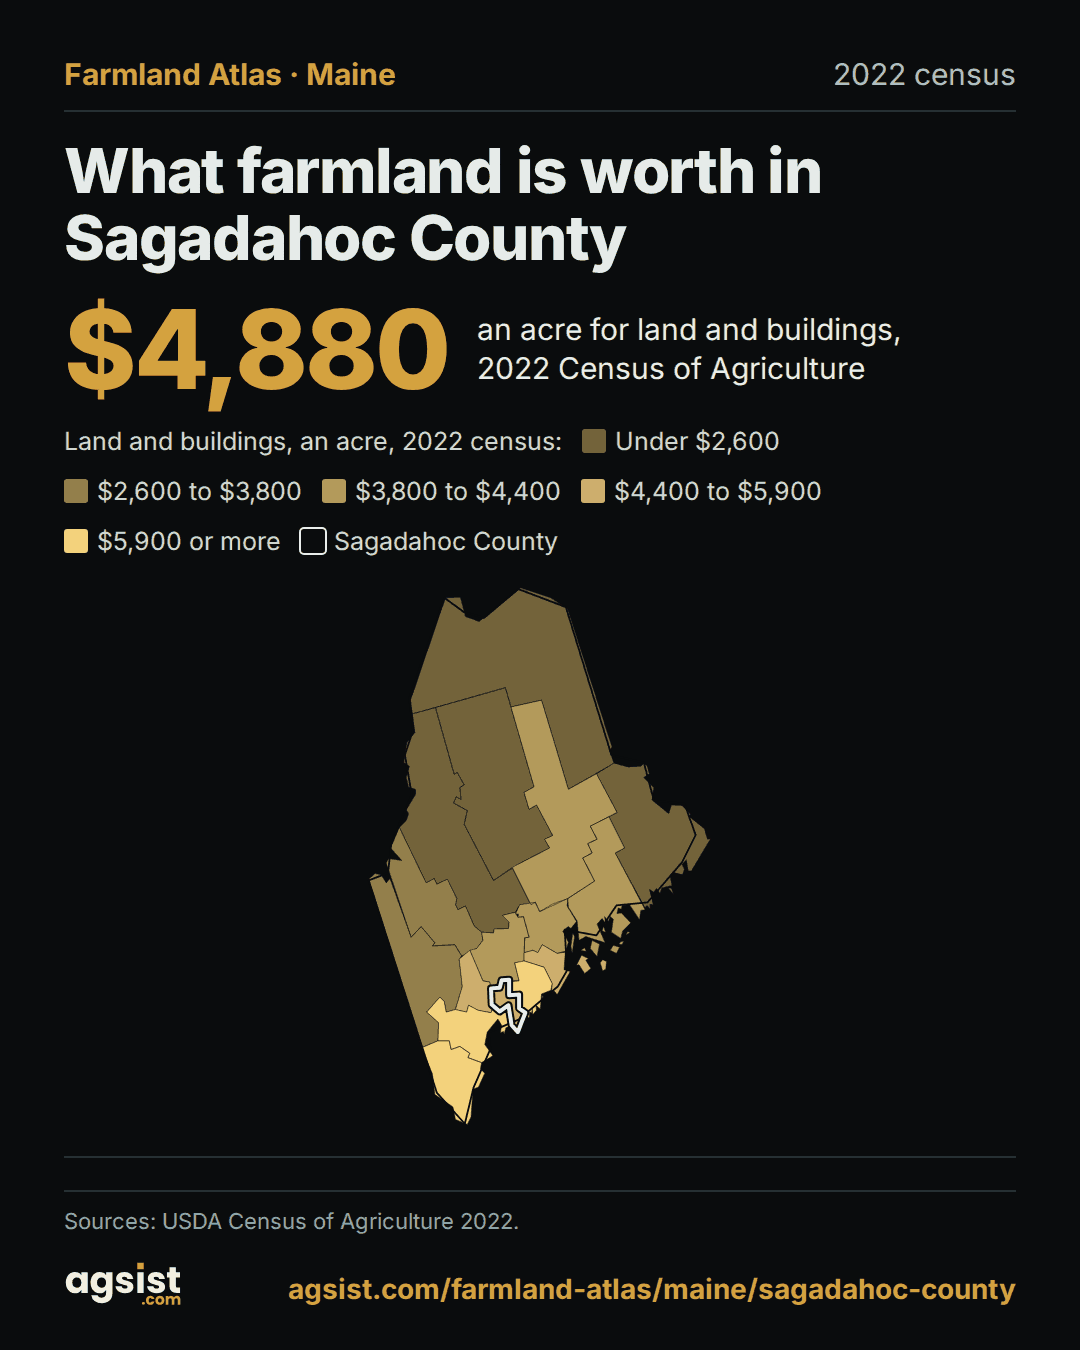 Farmland Atlas · Maine
2022 census
What farmland is worth in
Sagadahoc County
$4,880
an acre for land and buildings,
2022 Census of Agriculture
Land and buildings, an acre, 2022 census: Under $2,600
$2,600 to $3,800 $3,800 to $4,400 $4,400 to $5,900
$5,900 or more Sagadahoc County
Sources: USDA Census of Agriculture 2022.
agsist
.com
agsist.com/farmland-atlas/maine/sagadahoc-county